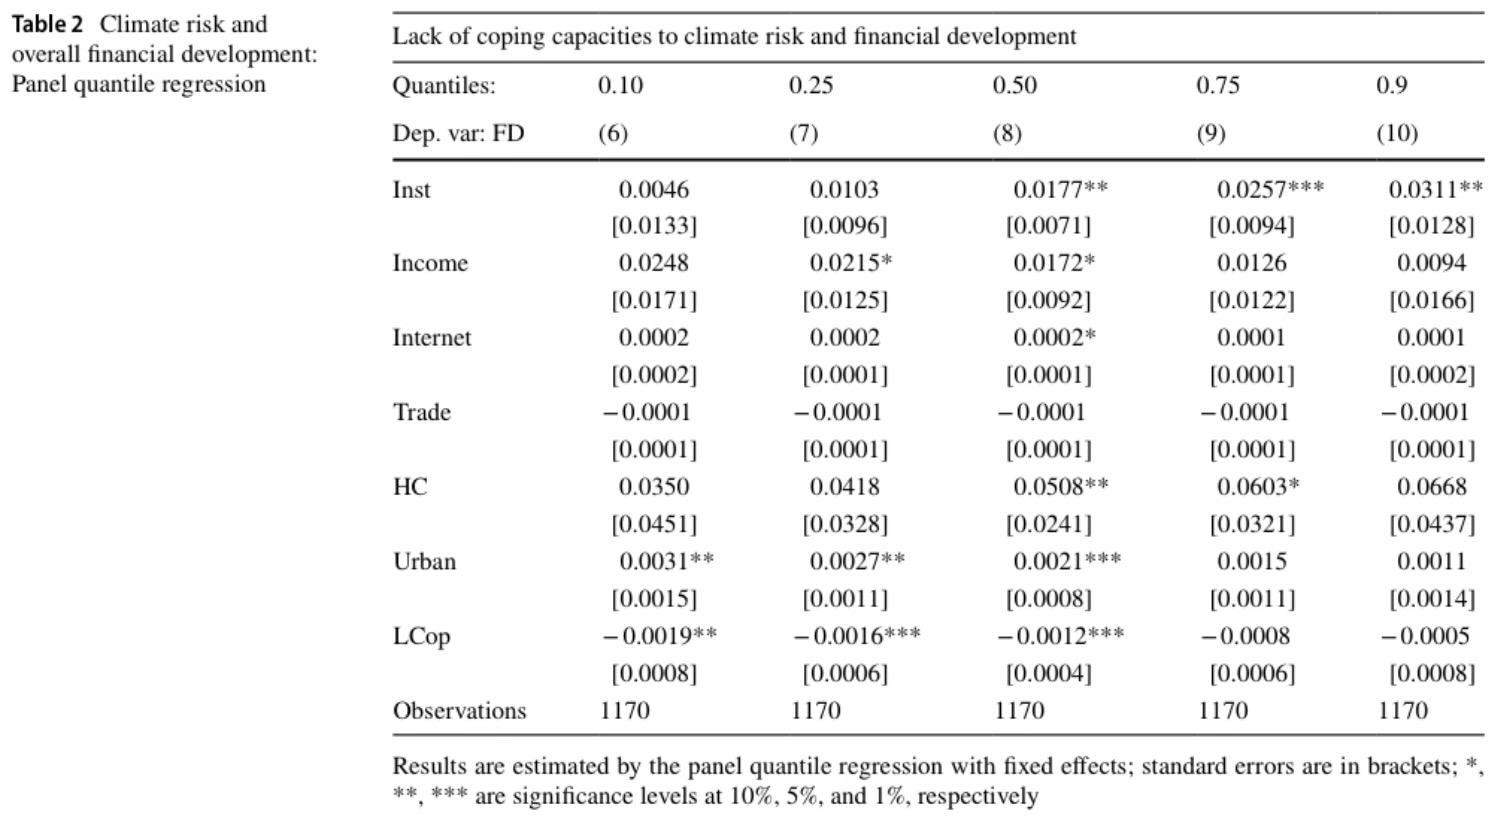 Table 2 Climate risk and
overall financial development:
Panel quantile regression
Lack of coping capacities to climate risk and financial development
Quantiles: 0.10 0.25 0.50 0.75 0.9
Dep. var: FD (6) (7) (8) (9) (10)
Inst 0.0046 0.0103 0.0177** 0.0257*** 0.0311**
[0.0133] [0.0096] [0.0071] [0.0094] [0.0128]
Income 0.0248 0.0215* 0.0172* 0.0126 0.0094
[0.0171] [0.0125] [0.0092] [0.0122] [0.0166]
Internet 0.0002 0.0002 0.0002* 0.0001 0.0001
[0.0002] [0.0001] [0.0001] [0.0001] [0.0002]
Trade −0.0001 −0.0001 −0.0001 −0.0001 −0.0001
[0.0001] [0.0001] [0.0001] [0.0001] [0.0001]
HC 0.0350 0.0418 0.0508** 0.0603* 0.0668
[0.0451] [0.0328] [0.0241] [0.0321] [0.0437]
Urban 0.0031** 0.0027** 0.0021*** 0.0015 0.0011
[0.0015] [0.0011] [0.0008] [0.0011] [0.0014]
LCop −0.0019** −0.0016*** −0.0012*** −0.0008 −0.0005
[0.0008] [0.0006] [0.0004] [0.0006] [0.0008]
Observations 1170 1170 1170 1170 1170
Results are estimated by the panel quantile regression with fixed effects; standard errors are in brackets; *,
**, *** are significance levels at 10%, 5%, and 1%, respectively